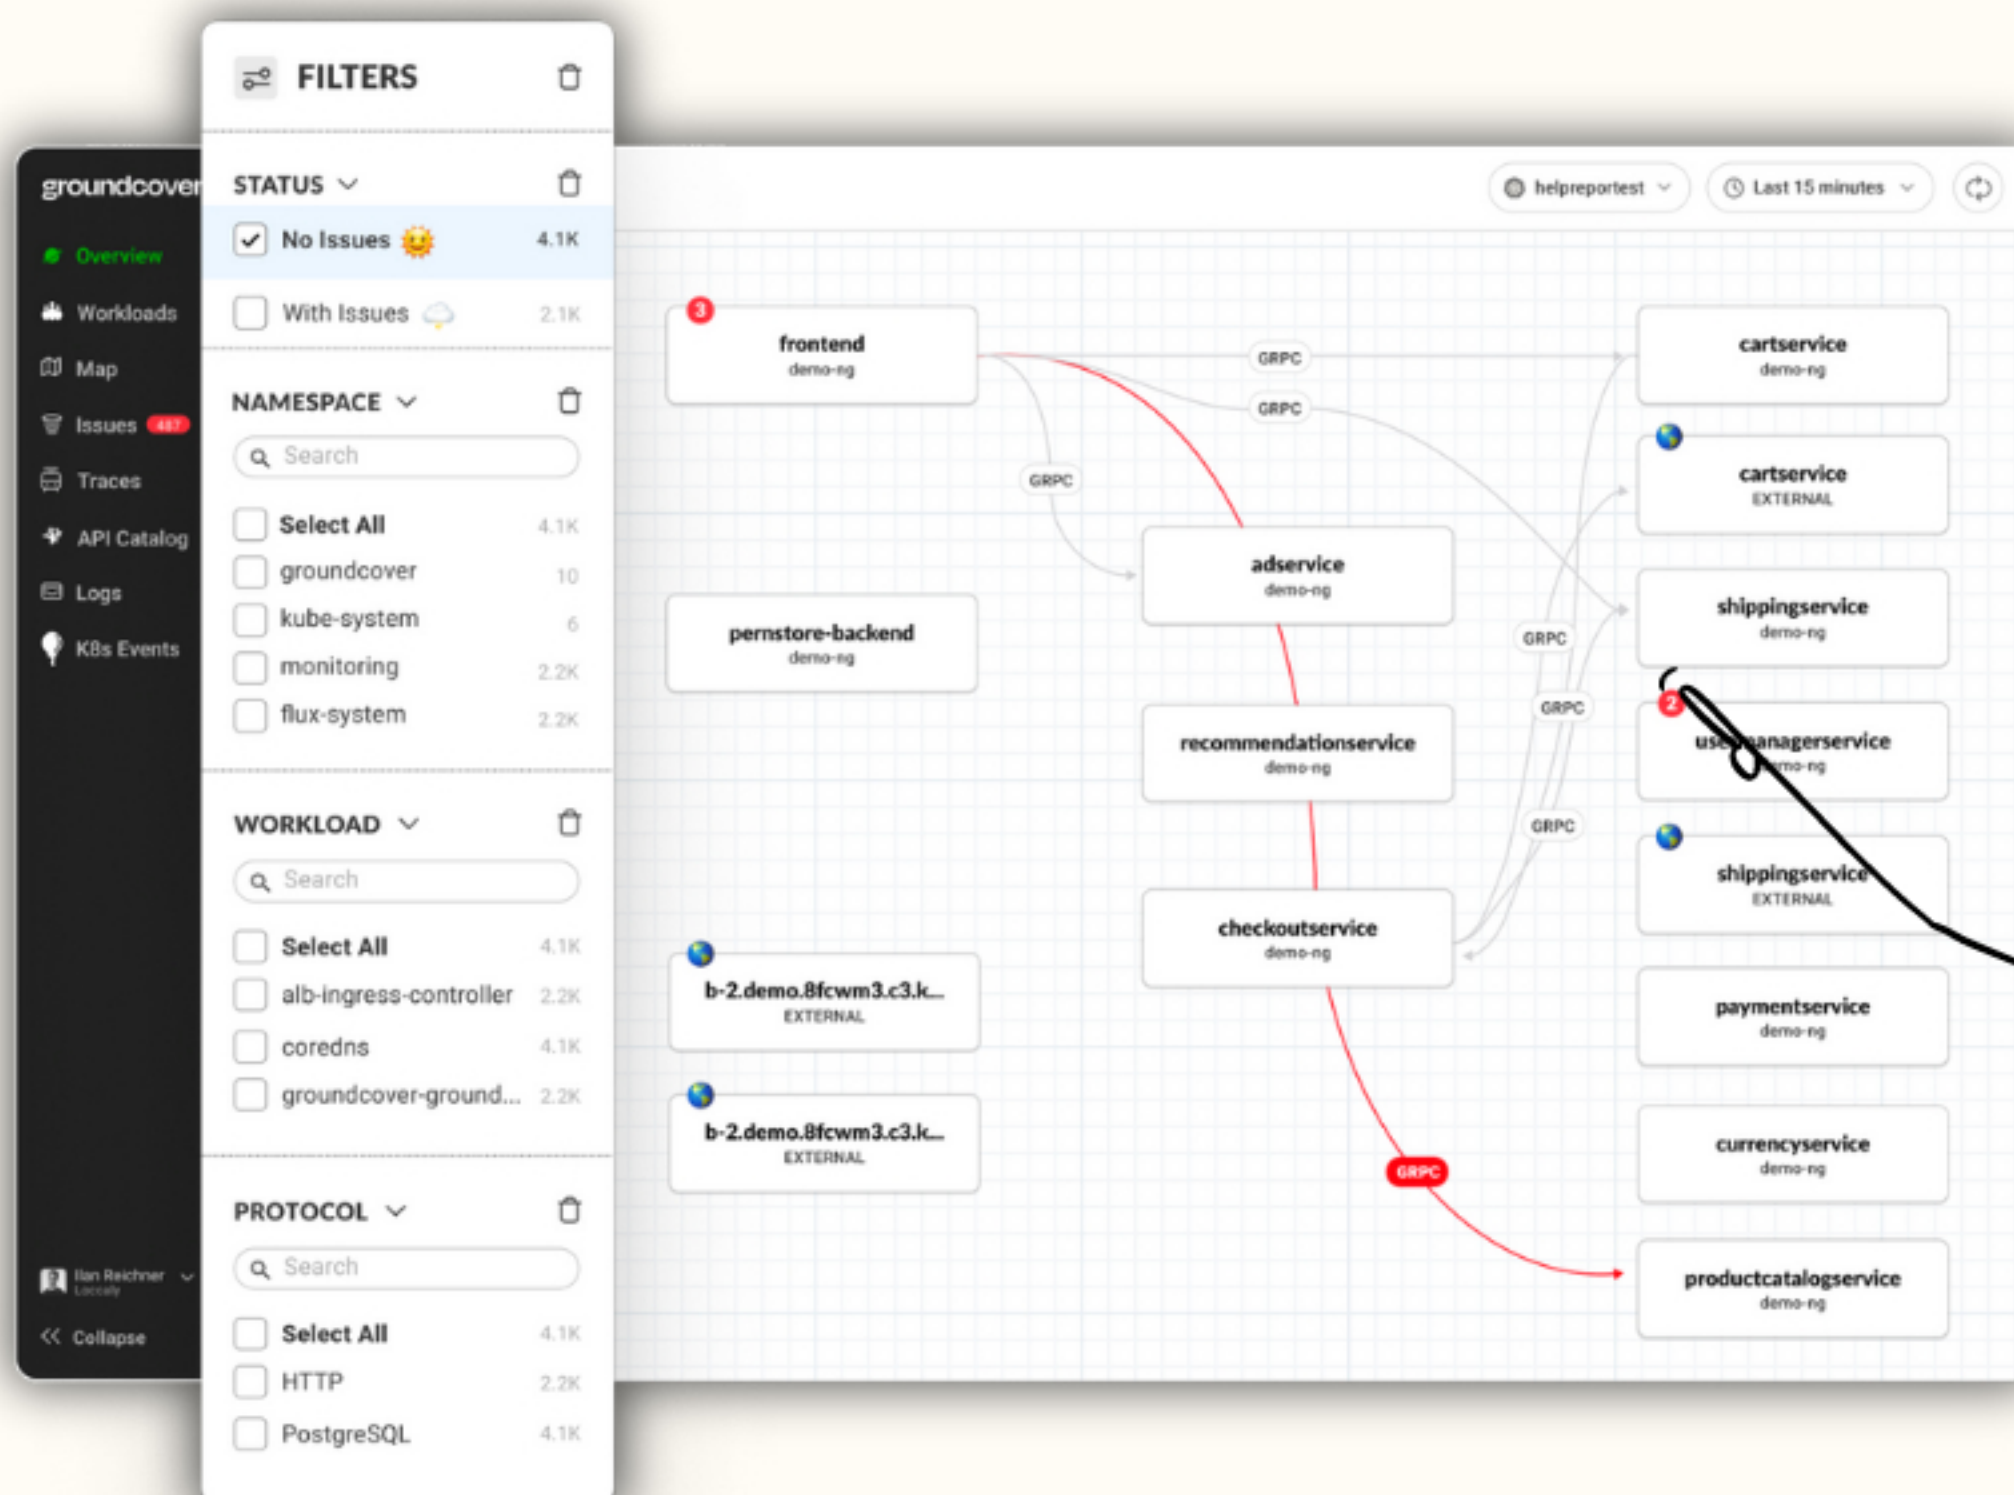 FILTERS
STATUS
No Issues 4.1K
With Issues 2.1K
NAMESPACE
Search
Select All 4.1K
groundcover 10
kube-system 6
monitoring 2.2K
flux-system 2.2K
WORKLOAD
Search
Select All 4.1K
alb-ingress-controller 2.2K
coredns 4.1K
groundcover-ground... 2.2K
PROTOCOL
Search
Select All 4.1K
HTTP 2.2K
PostgreSQL 4.1K
groundcover
Overview
Workloads
Map
Issues 487
Traces
API Catalog
Logs
K8s Events
Ilan Reichner
Loccaly
Collapse
helpreportest
Last 15 minutes
3
frontend
demo-ng
pernstore-backend
demo-ng
b-2.demo.8fcwm3.c3.k...
EXTERNAL
b-2.demo.8fcwm3.c3.k...
EXTERNAL
GRPC
GRPC
GRPC
adservice
demo-ng
recommendationservice
demo-ng
checkoutservice
demo-ng
GRPC
GRPC
GRPC
GRPC
cartservice
demo-ng
cartservice
EXTERNAL
shippingservice
demo-ng
2
shippingservice
EXTERNAL
paymentservice
demo-ng
currencyservice
demo-ng
productcatalogservice
demo-ng